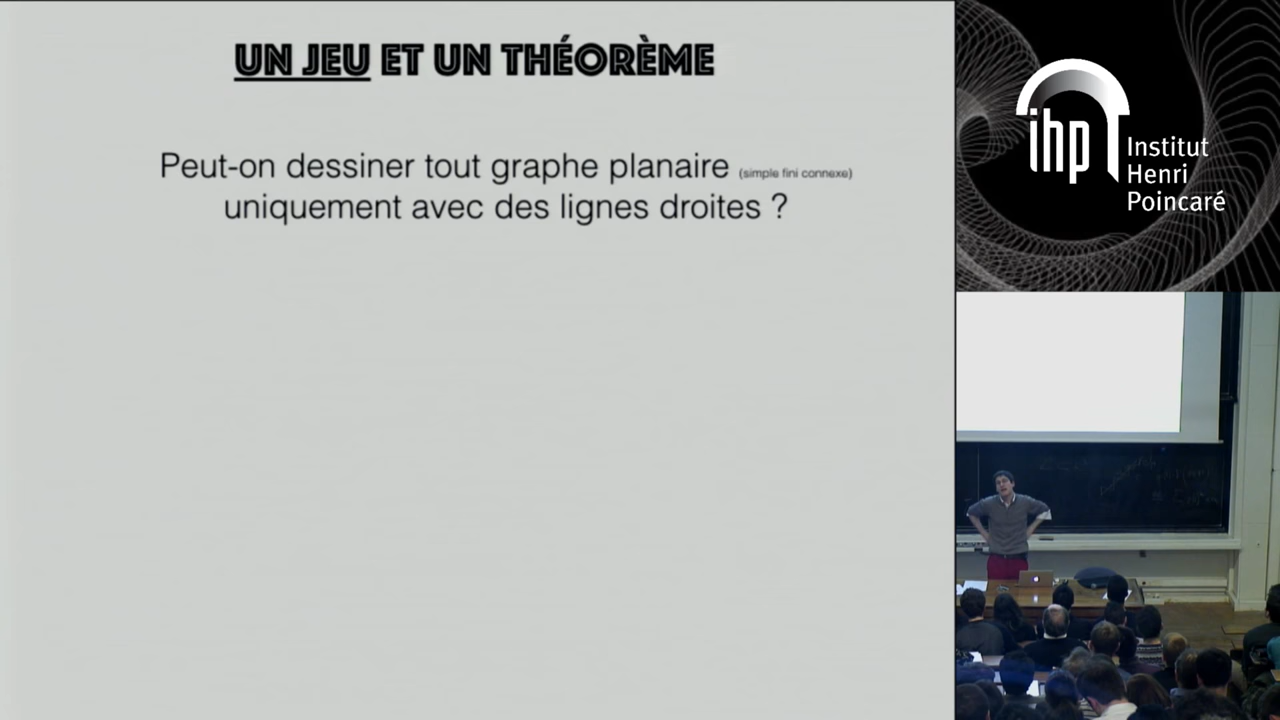 UN JEU ET UN THÉORÈME
Peut-on dessiner tout graphe planaire (simple fini connexe)
uniquement avec des lignes droites ?
ihp Institut
Henri
Poincaré